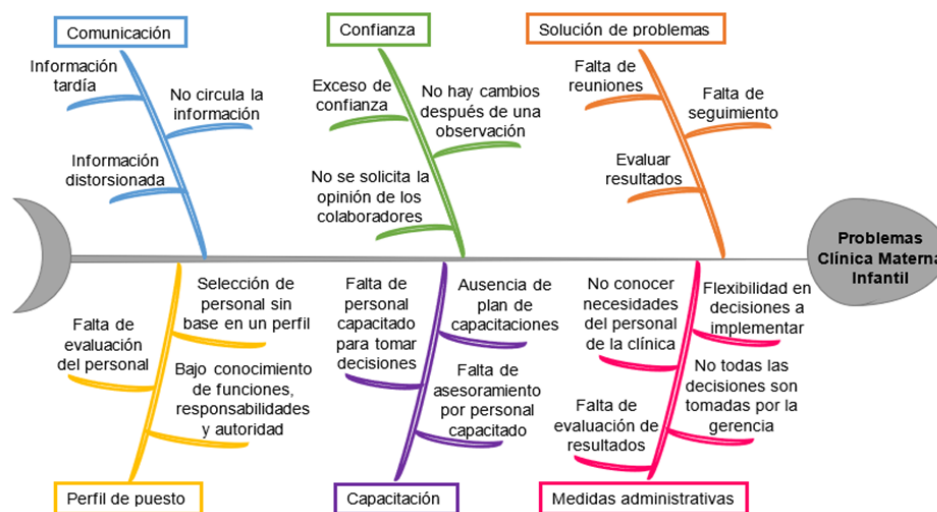 Comunicación
Información
tardía
No circula la
información
Información
distorsionada
Confianza
Exceso de
confianza
No hay cambios
después de una
observación
No se solicita la
opinión de los
colaboradores
Solución de problemas
Falta de
reuniones
Falta de
seguimiento
Evaluar
resultados
Problemas
Clínica Materna
Infantil
Selección de
personal sin
base en un perfil
Falta de
evaluación
del personal
Bajo conocimiento
de funciones,
responsabilidades
y autoridad
Perfil de puesto
Falta de
personal
capacitado
para tomar
decisiones
Ausencia de
plan de
capacitaciones
Falta de
asesoramiento
por personal
capacitado
Capacitación
No conocer
necesidades
del personal
de la clínica
Flexibilidad en
decisiones a
implementar
No todas las
decisiones son
tomadas por la
gerencia
Falta de
evaluación de
resultados
Medidas administrativas